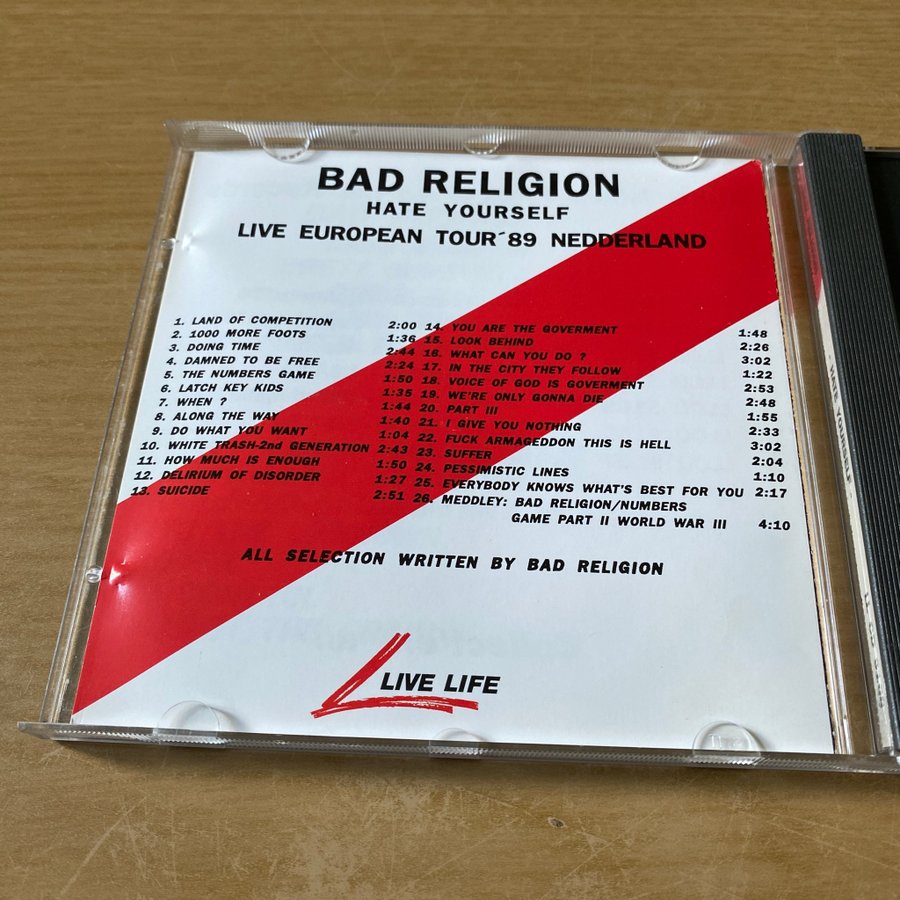 BAD RELIGION
HATE YOURSELF
LIVE EUROPEAN TOUR´89 NEDDERLAND
1. LAND OF COMPETITION 2:00
2. 1000 MORE FOOTS 1:36
3. DOING TIME 2:44
4. DAMNED TO BE FREE 2:24
5. THE NUMBERS GAME 1:50
6. LATCH KEY KIDS 1:35
7. WHEN ? 1:44
8. ALONG THE WAY 1:40
9. DO WHAT YOU WANT 1:04
10. WHITE TRASH-2nd GENERATION 2:43
11. HOW MUCH IS ENOUGH 1:50
12. DELIRIUM OF DISORDER 1:27
13. SUICIDE 2:51
14. YOU ARE THE GOVERMENT 1:48
15. LOOK BEHIND 2:26
16. WHAT CAN YOU DO ? 3:02
17. IN THE CITY THEY FOLLOW 1:22
18. VOICE OF GOD IS GOVERMENT 2:53
19. WE'RE ONLY GONNA DIE 2:48
20. PART III 1:55
21. I GIVE YOU NOTHING 2:33
22. FUCK ARMAGEDDON THIS IS HELL 3:02
23. SUFFER 2:04
24. PESSIMISTIC LINES 1:10
25. EVERYBODY KNOWS WHAT'S BEST FOR YOU 2:17
26. MEDDLEY: BAD RELIGION/NUMBERS
GAME PART II WORLD WAR III 4:10
ALL SELECTION WRITTEN BY BAD RELIGION
LIVE LIFE
HATE YOURSELF